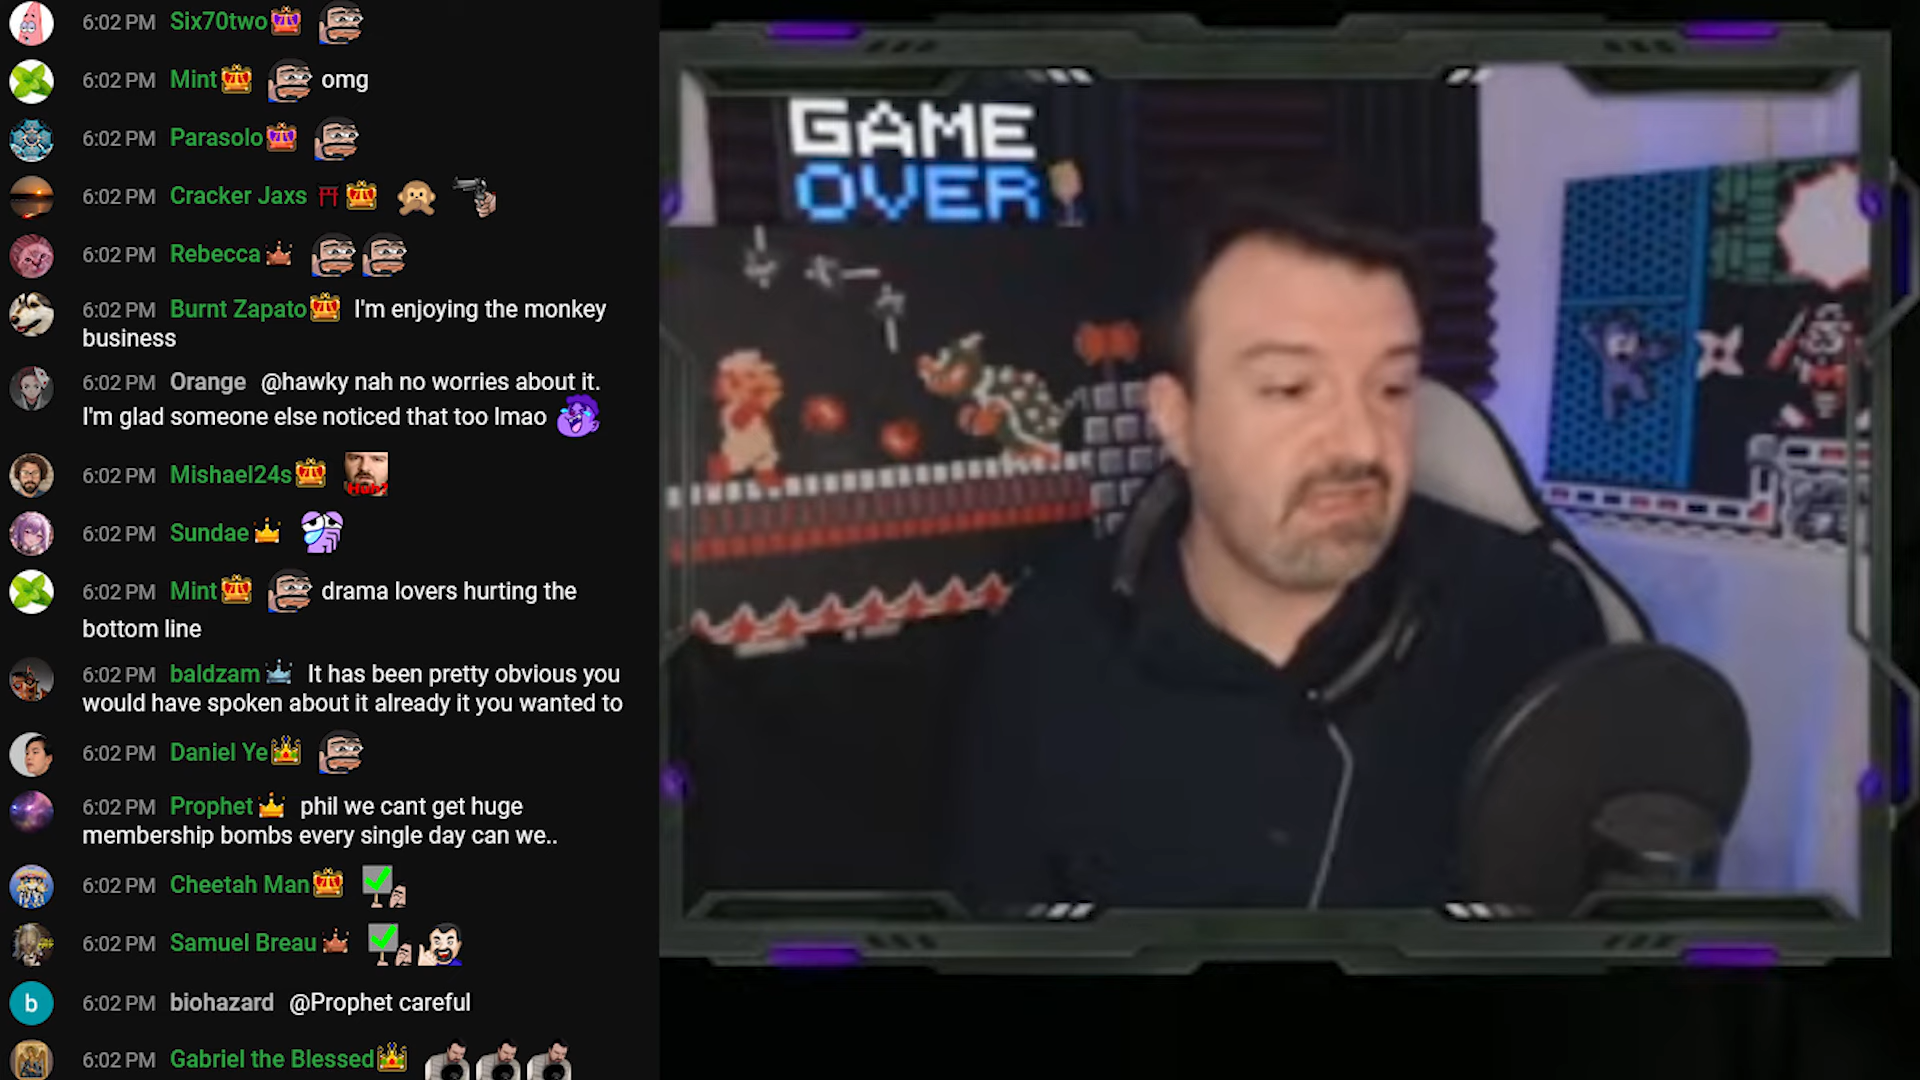 6:02 PM Six70two
6:02 PM Mint omg
6:02 PM Parasolo
6:02 PM Cracker Jaxs
6:02 PM Rebecca
6:02 PM Burnt Zapato I'm enjoying the monkey
business
6:02 PM Orange @hawky nah no worries about it.
I'm glad someone else noticed that too lmao
6:02 PM Mishael24s Huh?
6:02 PM Sundae
6:02 PM Mint drama lovers hurting the
bottom line
6:02 PM baldzam It has been pretty obvious you
would have spoken about it already it you wanted to
6:02 PM Daniel Ye
6:02 PM Prophet phil we cant get huge
membership bombs every single day can we..
6:02 PM Cheetah Man
6:02 PM Samuel Breau
b 6:02 PM biohazard @Prophet careful
6:02 PM Gabriel the Blessed
GAME
OVER